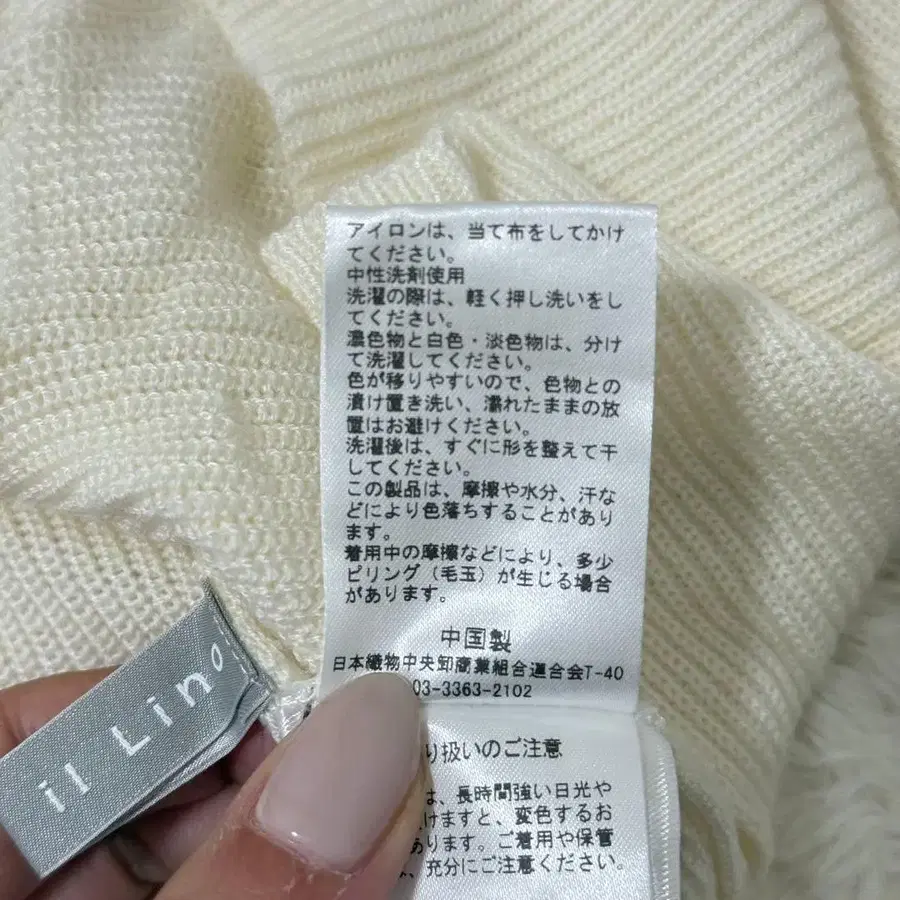 アイロンは、当て布をしてかけ
てください。
中性洗剤使用
洗濯の際は、軽く押し洗いをし
てください。
濃色物と白色・淡色物は、分け
て洗濯してください。
色が移りやすいので、色物との
漬け置き洗い、濡れたままの放
置はお避けください。
洗濯後は、すぐに形を整えて干
してください。
この製品は、摩擦や水分、汗な
どにより色落ちすることがあり
ます。
着用中の摩擦などにより、多少
ピリング（毛玉）が生じる場合
があります。
中国製
日本織物中央卸商業組合連合会T-40
03-3363-2102
り扱いのご注意
は、長時間強い日光や
けますと、変色するお
あります。ご着用や保管
、充分にご注意ください。
il Lino